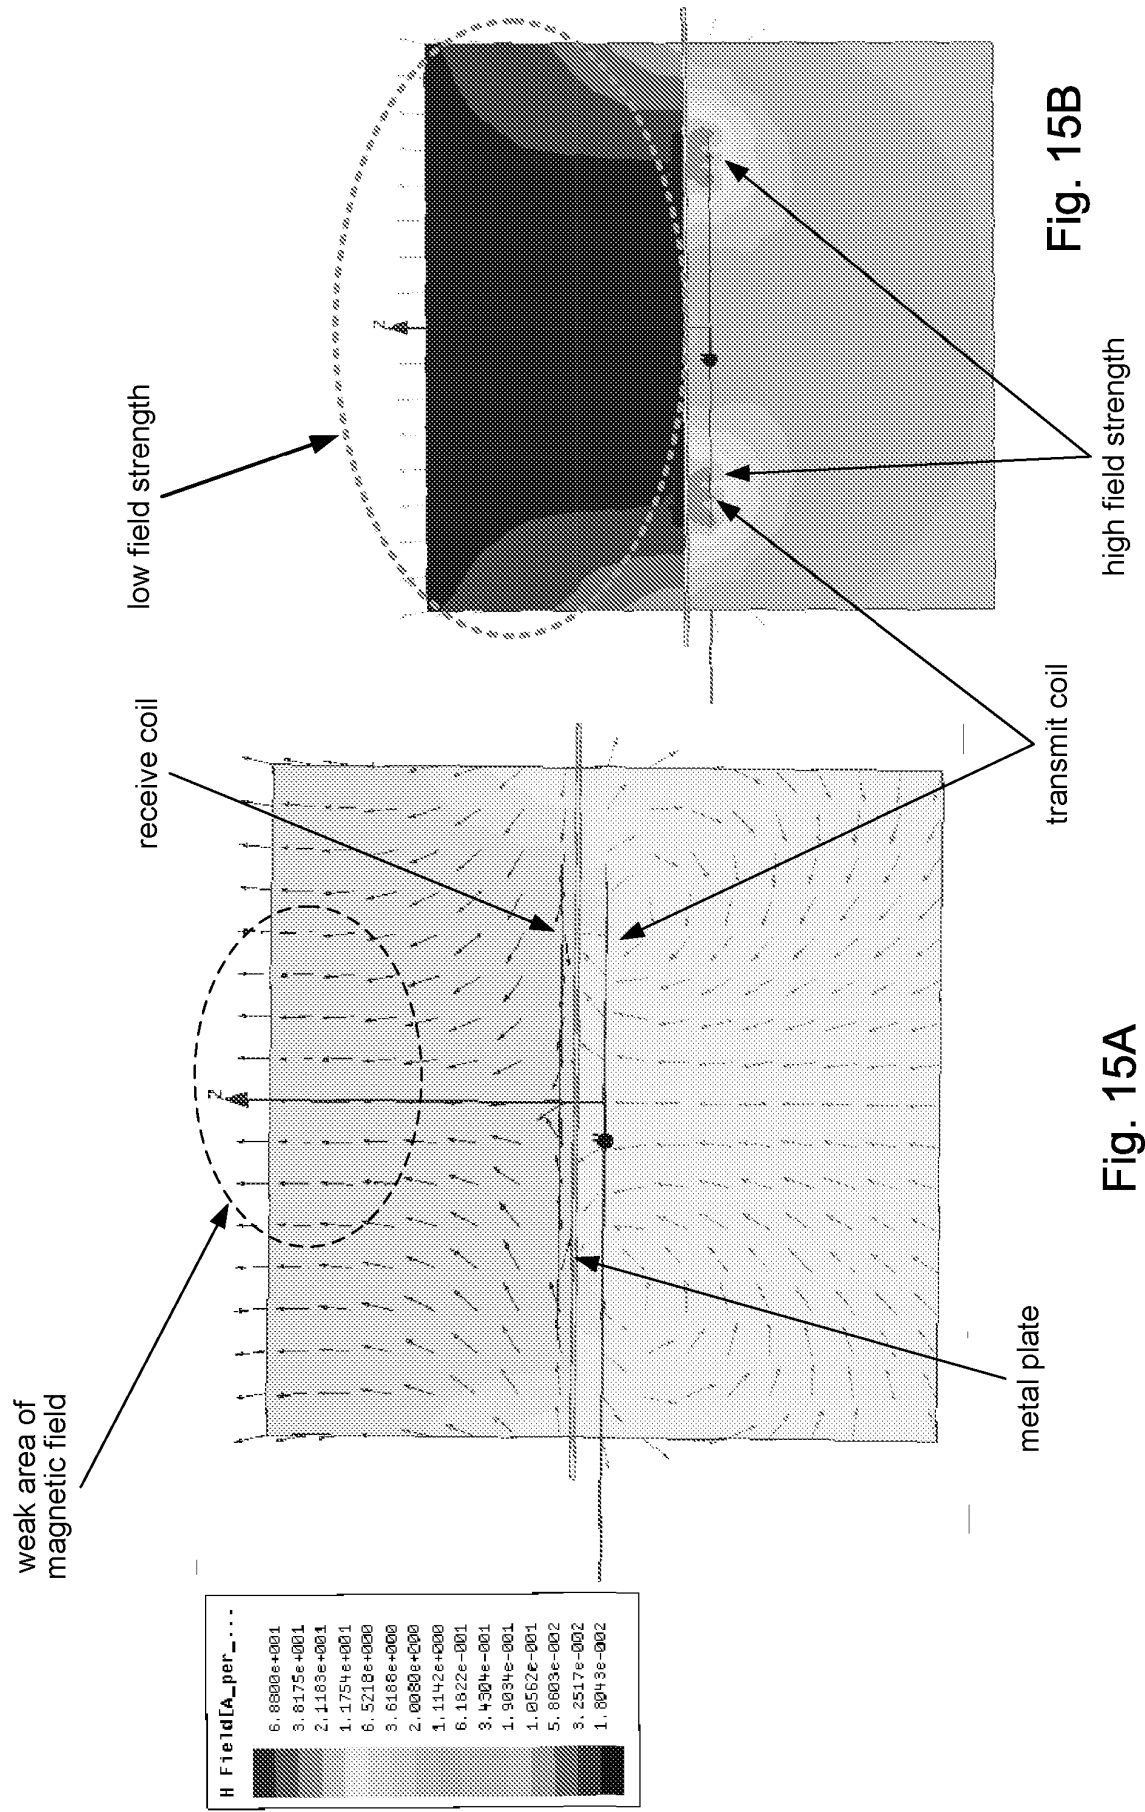 weak area of
magnetic field
receive coil
low field strength
Z
Z
metal plate
transmit coil
high field strength
H Field[A_per_...
6.8800e+001
3.8175e+001
2.1183e+001
1.1754e+001
6.5218e+000
3.6188e+000
2.0080e+000
1.1142e+000
6.1822e-001
3.4304e-001
1.9034e-001
1.0562e-001
5.8603e-002
3.2517e-002
1.8043e-002
Fig. 15A
Fig. 15B